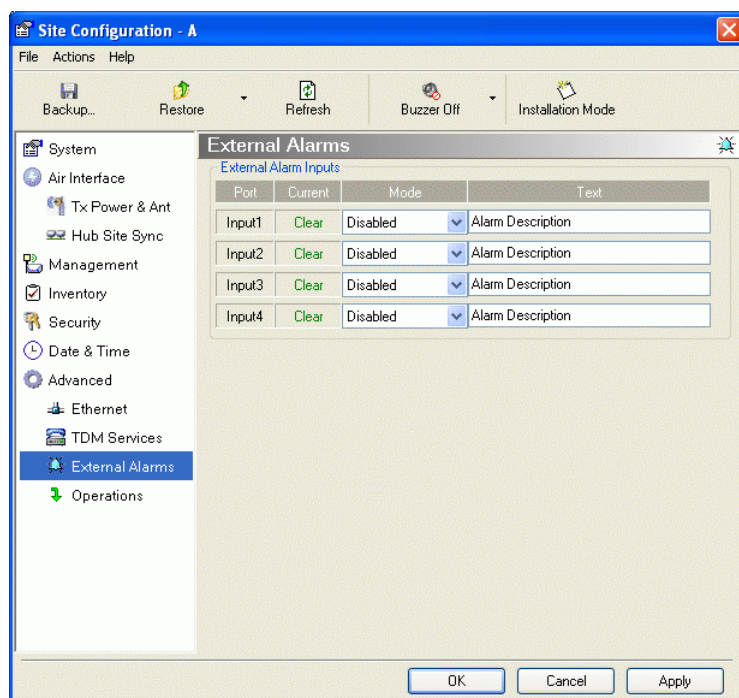 Site Configuration - A
File Actions Help
Backup... Restore Refresh Buzzer Off Installation Mode
System
Air Interface
Tx Power & Ant
Hub Site Sync
Management
Inventory
Security
Date & Time
Advanced
Ethernet
TDM Services
External Alarms
Operations
External Alarms
External Alarm Inputs
Port Current Mode Text
Input1 Clear Disabled Alarm Description
Input2 Clear Disabled Alarm Description
Input3 Clear Disabled Alarm Description
Input4 Clear Disabled Alarm Description
OK Cancel Apply